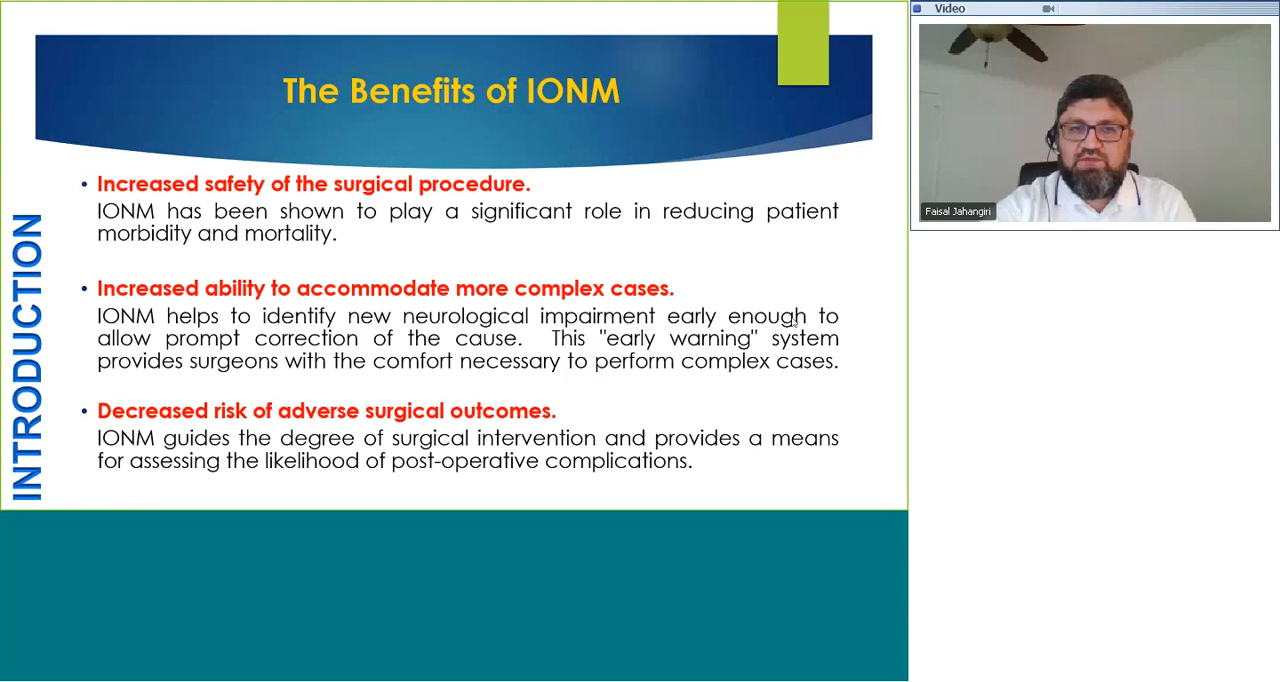 The Benefits of IONM
INTRODUCTION
• Increased safety of the surgical procedure.
IONM has been shown to play a significant role in reducing patient
morbidity and mortality.
• Increased ability to accommodate more complex cases.
IONM helps to identify new neurological impairment early enough to
allow prompt correction of the cause. This "early warning" system
provides surgeons with the comfort necessary to perform complex cases.
• Decreased risk of adverse surgical outcomes.
IONM guides the degree of surgical intervention and provides a means
for assessing the likelihood of post-operative complications.
Video
Faisal Jahangiri